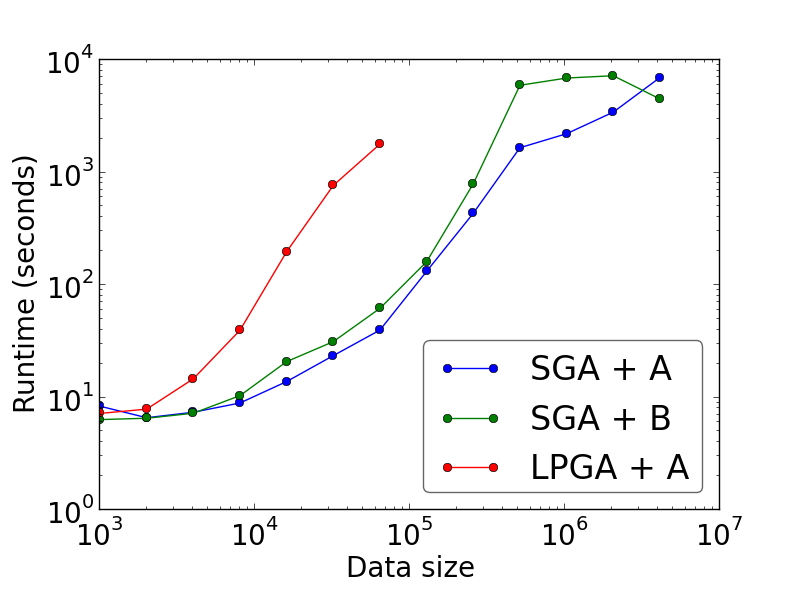 10^4
10^3
10^2
10^1
10^0
Runtime (seconds)
SGA + A
SGA + B
LPGA + A
10^3 10^4 10^5 10^6 10^7
Data size